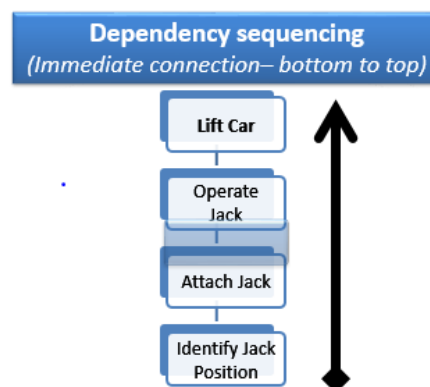 Dependency sequencing
(Immediate connection– bottom to top)
Lift Car
Operate
Jack
Attach Jack
Identify Jack
Position